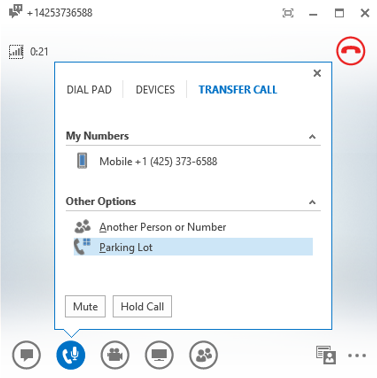 +14253736588
0:21
DIAL PAD DEVICES TRANSFER CALL
My Numbers
Mobile +1 (425) 373-6588
Other Options
Another Person or Number
Parking Lot
Mute Hold Call